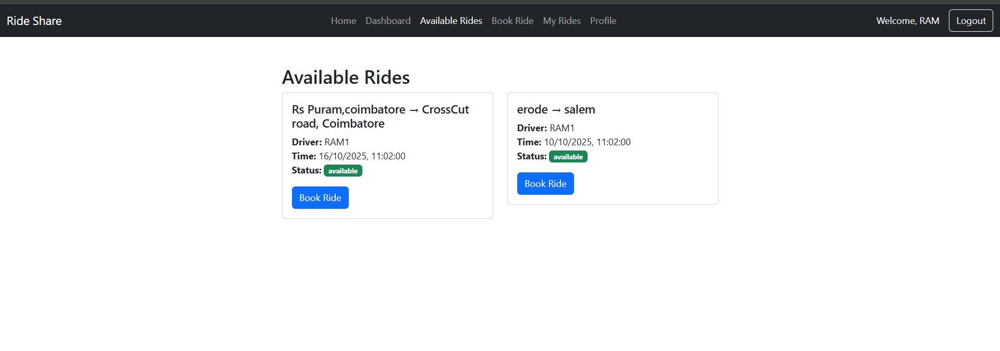 Ride Share
Home Dashboard Available Rides Book Ride My Rides Profile
Welcome, RAM
Logout
Available Rides
Rs Puram,coimbatore → CrossCut
road, Coimbatore
Driver: RAM1
Time: 16/10/2025, 11:02:00
Status: available
Book Ride
erode → salem
Driver: RAM1
Time: 10/10/2025, 11:02:00
Status: available
Book Ride